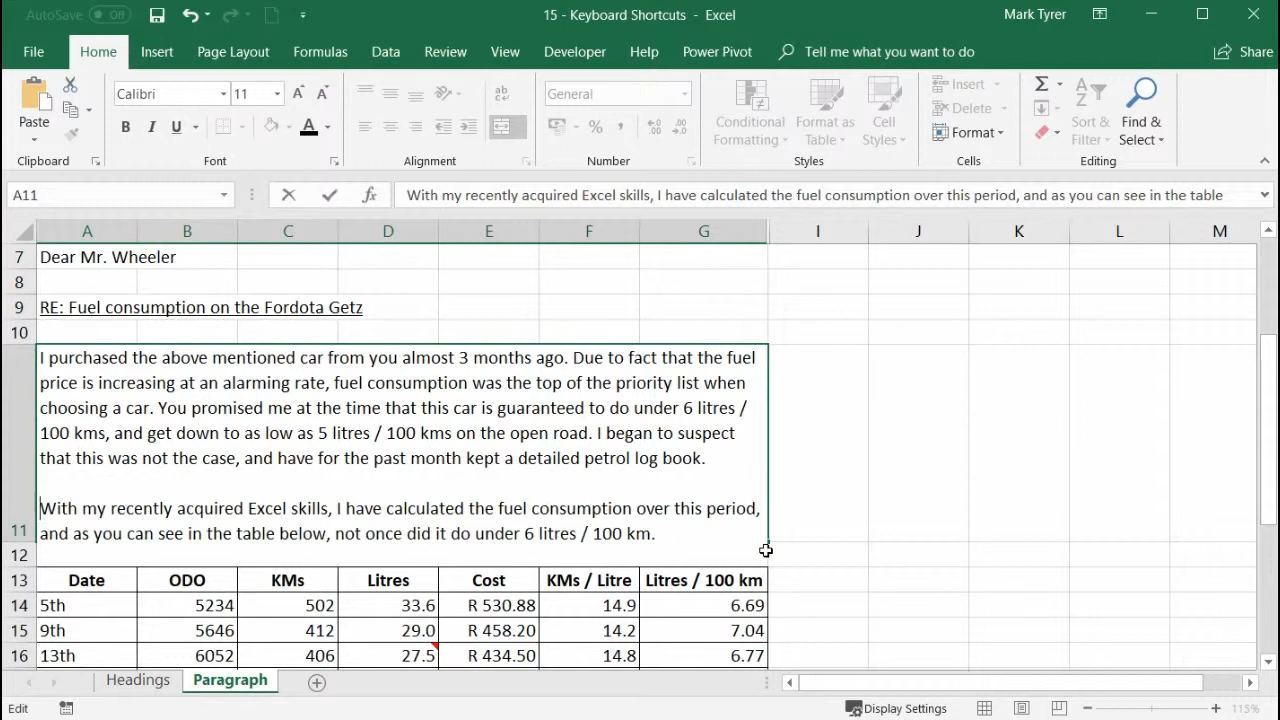 AutoSave Off 15 - Keyboard Shortcuts - Excel Mark Tyrer
File Home Insert Page Layout Formulas Data Review View Developer Help Power Pivot Tell me what you want to do Share
Calibri 11 General
Paste Conditional Formatting Format as Table Cell Styles Insert Delete Format Sort & Filter Find & Select
Clipboard Font Alignment Number Styles Cells Editing
A11 fx With my recently acquired Excel skills, I have calculated the fuel consumption over this period, and as you can see in the table
A B C D E F G I J K L M
7 Dear Mr. Wheeler
8
9 RE: Fuel consumption on the Fordota Getz
10
I purchased the above mentioned car from you almost 3 months ago. Due to fact that the fuel
price is increasing at an alarming rate, fuel consumption was the top of the priority list when
choosing a car. You promised me at the time that this car is guaranteed to do under 6 litres /
100 kms, and get down to as low as 5 litres / 100 kms on the open road. I began to suspect
that this was not the case, and have for the past month kept a detailed petrol log book.
With my recently acquired Excel skills, I have calculated the fuel consumption over this period,
11 and as you can see in the table below, not once did it do under 6 litres / 100 km.
12
13 Date ODO KMs Litres Cost KMs / Litre Litres / 100 km
14 5th 5234 502 33.6 R 530.88 14.9 6.69
15 9th 5646 412 29.0 R 458.20 14.2 7.04
16 13th 6052 406 27.5 R 434.50 14.8 6.77
Headings Paragraph
Edit Display Settings 115%